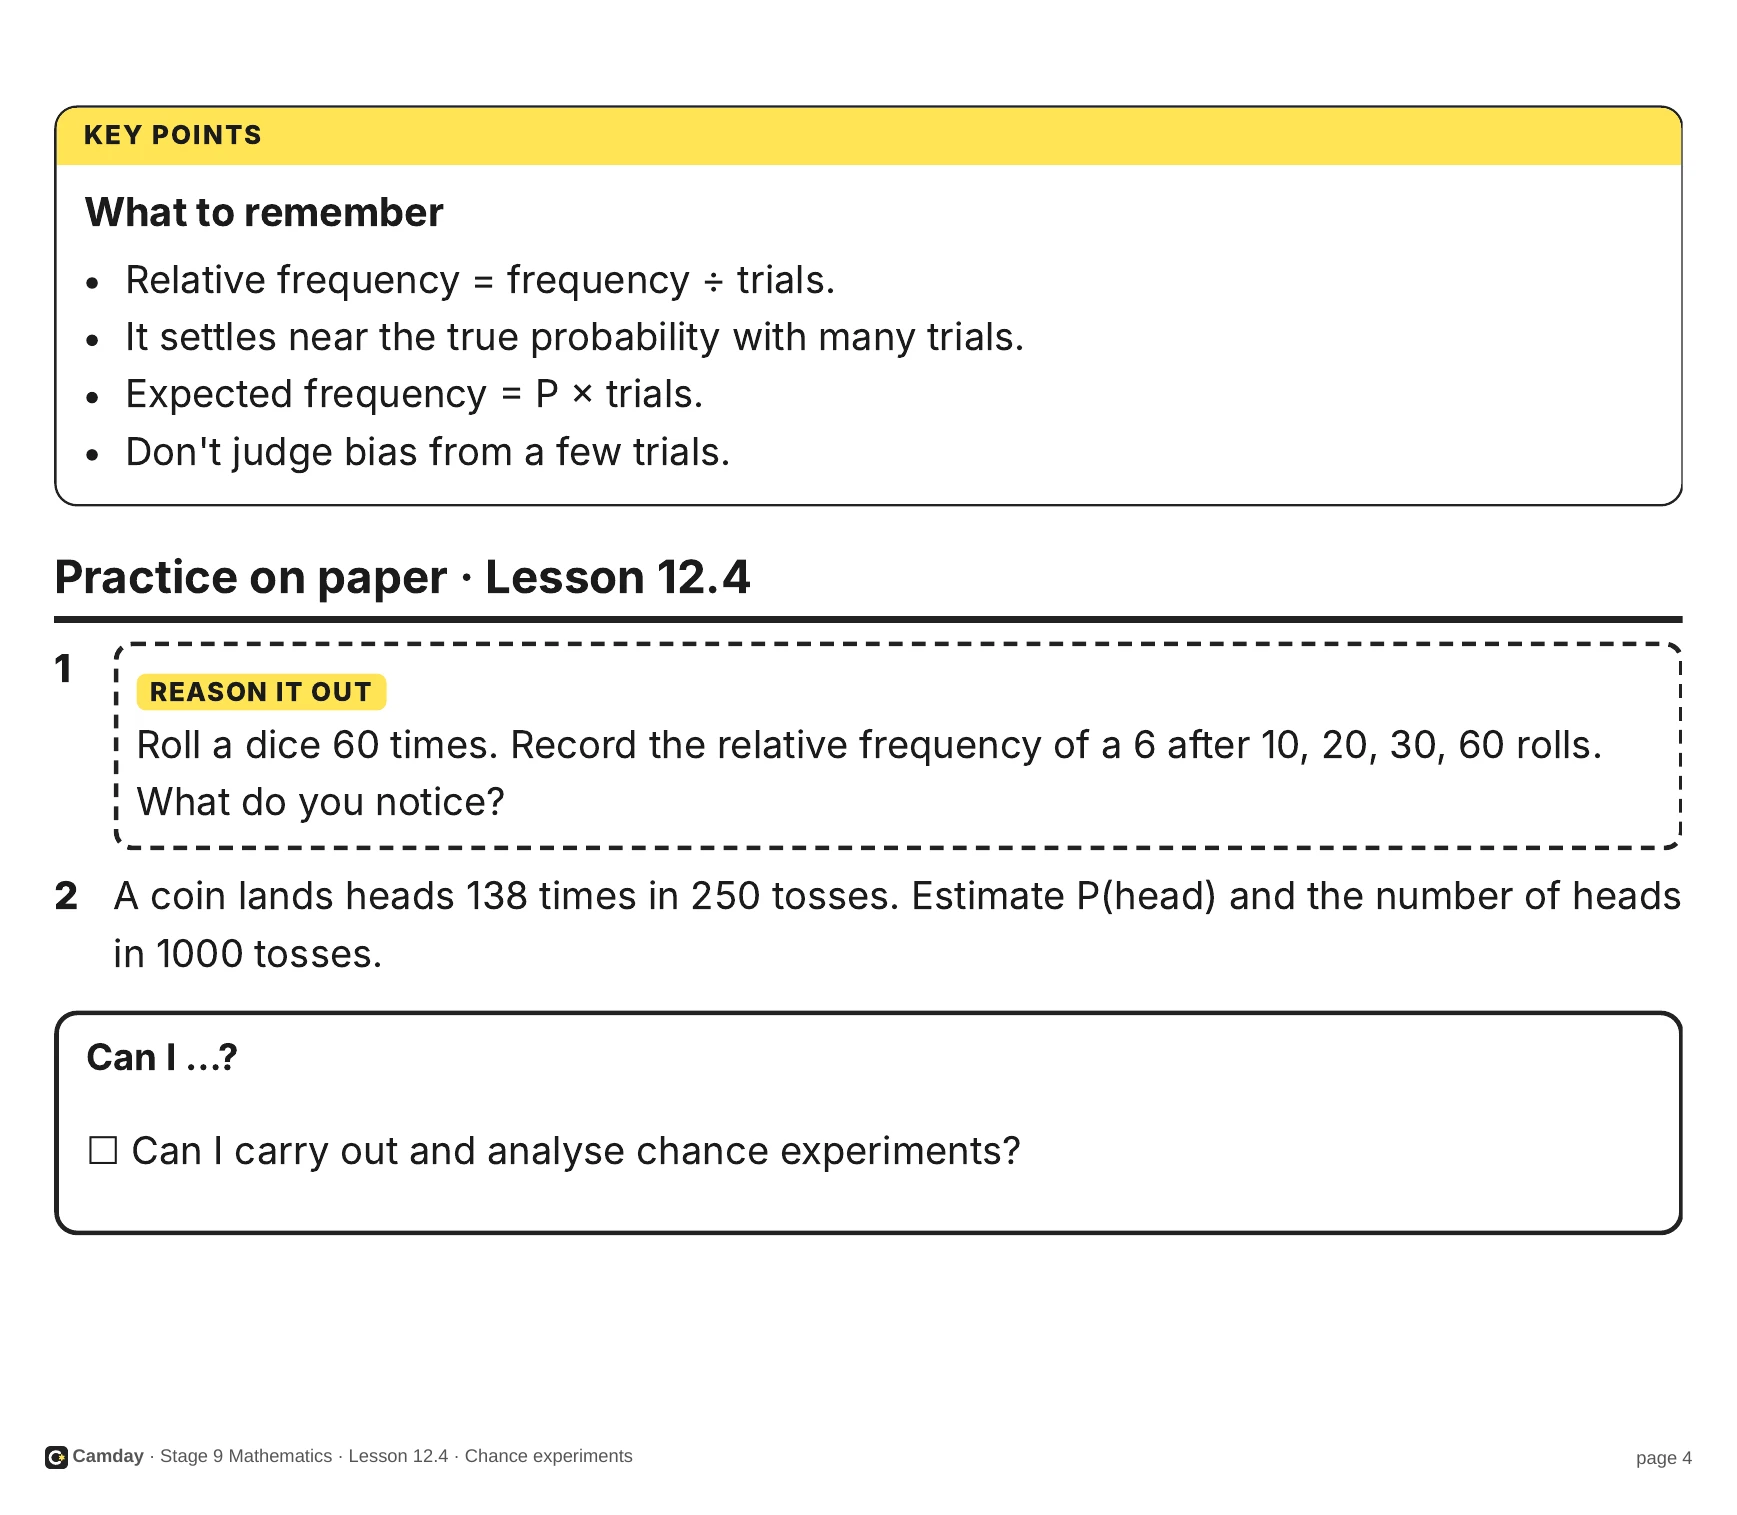 KEY POINTS
What to remember
• Relative frequency = frequency ÷ trials.
• It settles near the true probability with many trials.
• Expected frequency = P × trials.
• Don't judge bias from a few trials.
Practice on paper · Lesson 12.4
1
REASON IT OUT
Roll a dice 60 times. Record the relative frequency of a 6 after 10, 20, 30, 60 rolls.
What do you notice?
2 A coin lands heads 138 times in 250 tosses. Estimate P(head) and the number of heads
in 1000 tosses.
Can I …?
☐ Can I carry out and analyse chance experiments?
Camday · Stage 9 Mathematics · Lesson 12.4 · Chance experiments
page 4